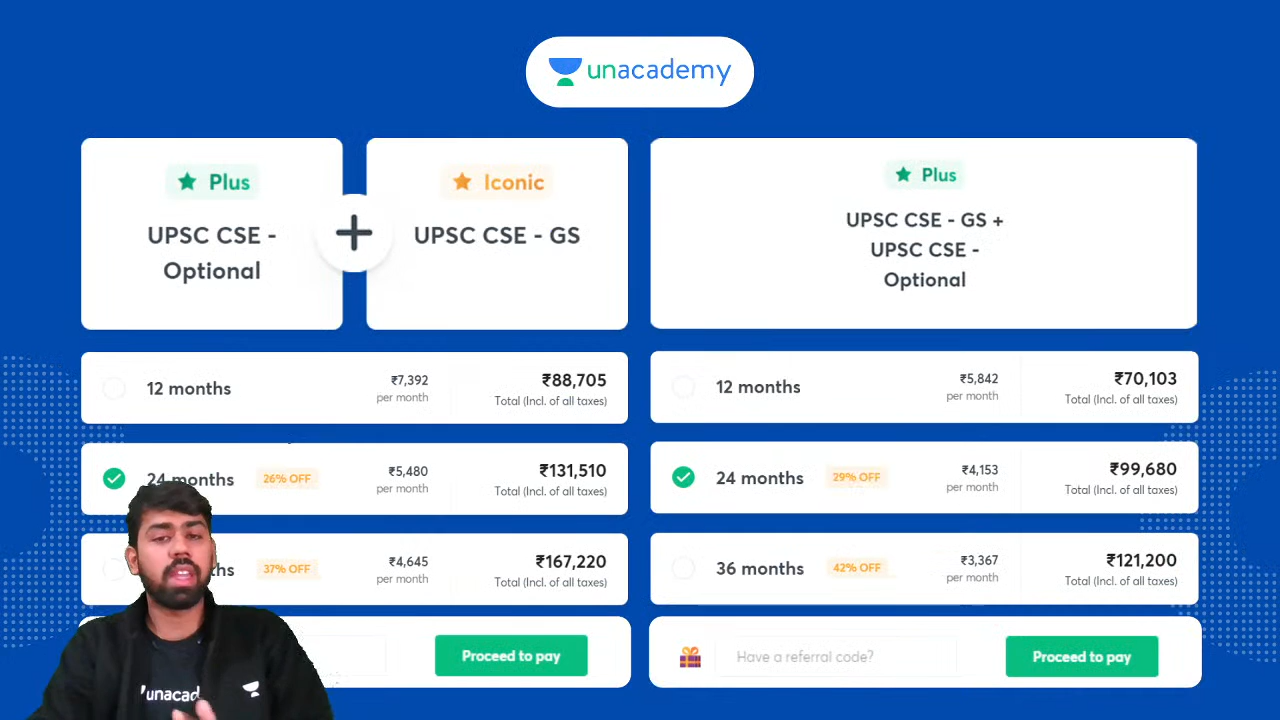 unacademy
Plus
UPSC CSE -
Optional
Iconic
UPSC CSE - GS
Plus
UPSC CSE - GS +
UPSC CSE -
Optional
12 months
₹7,392
per month
₹88,705
Total (Incl. of all taxes)
24 months
26% OFF
₹5,480
per month
₹131,510
Total (Incl. of all taxes)
37% OFF
₹4,645
per month
₹167,220
Total (Incl. of all taxes)
Proceed to pay
12 months
₹5,842
per month
₹70,103
Total (Incl. of all taxes)
24 months
29% OFF
₹4,153
per month
₹99,680
Total (Incl. of all taxes)
36 months
42% OFF
₹3,367
per month
₹121,200
Total (Incl. of all taxes)
Have a referral code?
Proceed to pay